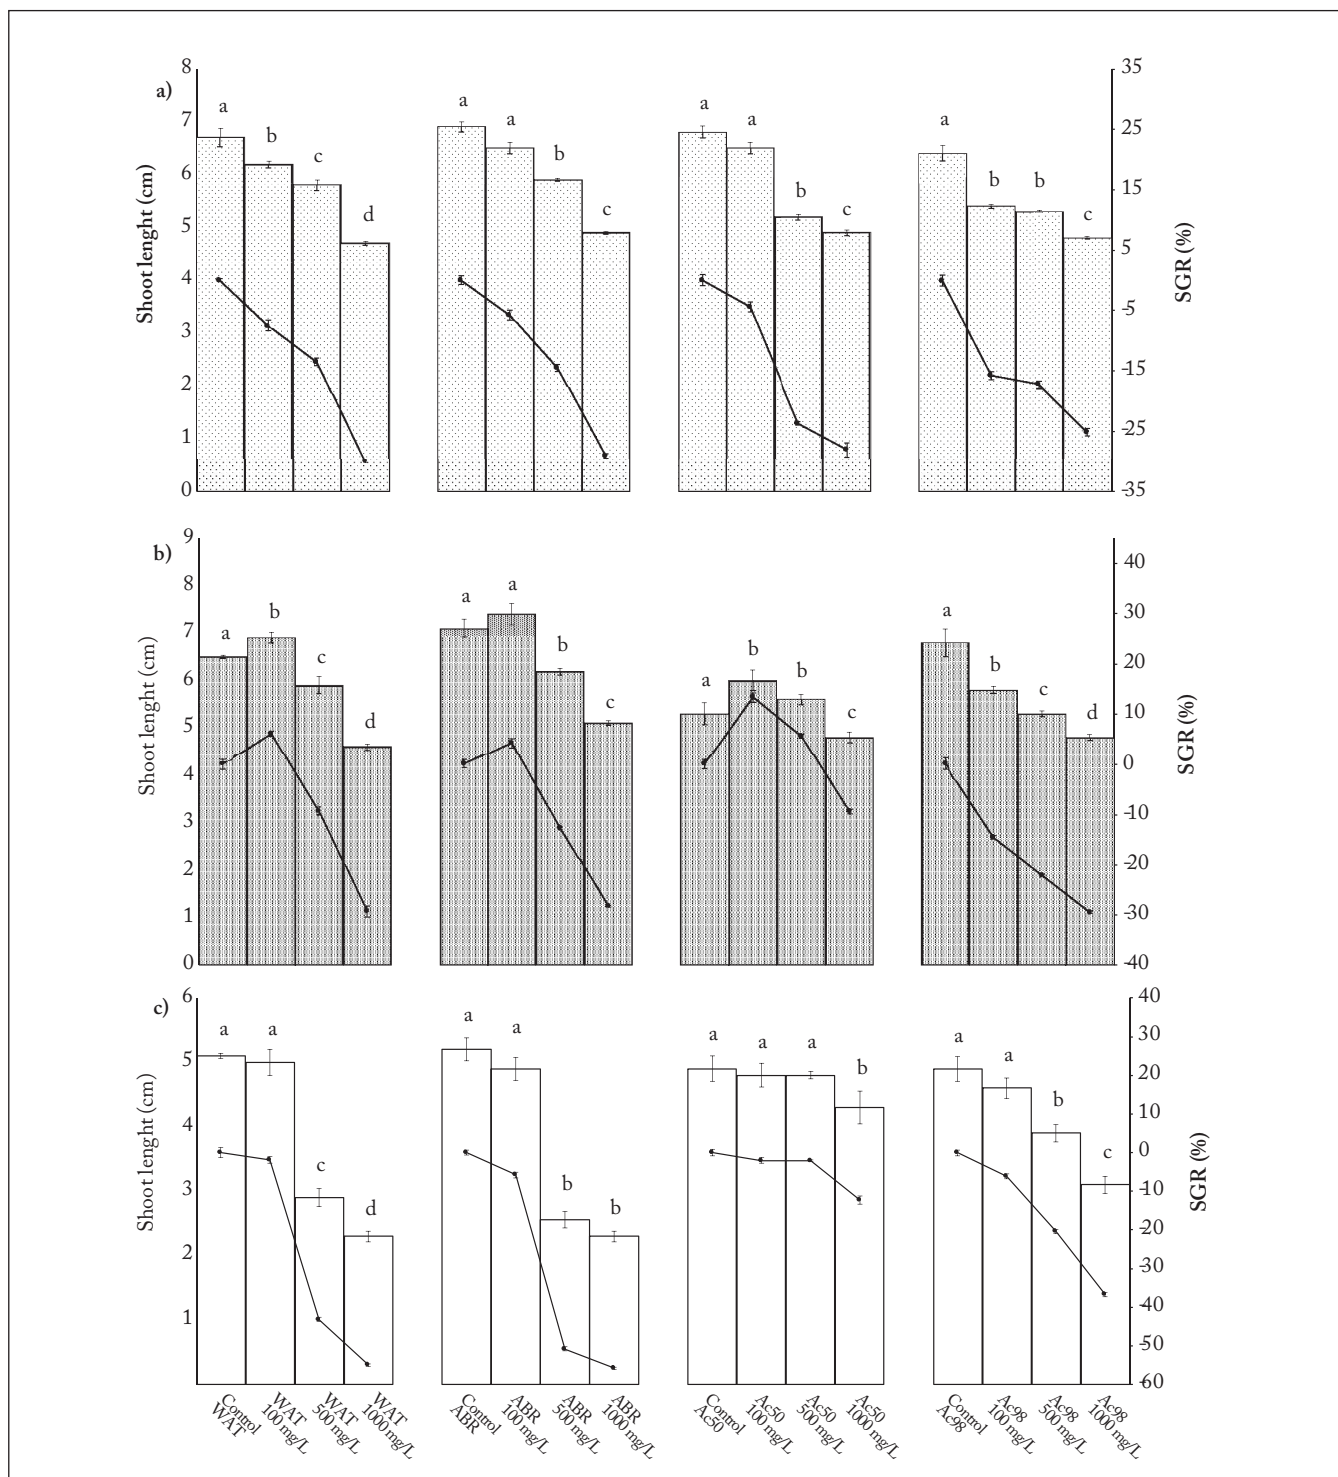 a)
Shoot lenght (cm)
8
7
6
5
4
3
2
1
0
a b c d
a a b c
a a b c
a b b c
35
25
15
5
-5
-15
-25
-35
SGR (%)
b)
Shoot lenght (cm)
9
8
7
6
5
4
3
2
1
0
a b c d
a a b c
a b b c
a b c d
40
30
20
10
0
-10
-20
-30
-40
SGR (%)
c)
Shoot lenght (cm)
6
5
4
3
2
1
a a c d
a a b b
a a a b
a a b c
40
30
20
10
0
-10
-20
-30
-40
-50
-60
SGR (%)
Control
WAT
WAT
100 mg/L
WAT
500 mg/L
WAT
1000 mg/L
Control
ABR
ABR
100 mg/L
ABR
500 mg/L
ABR
1000 mg/L
Control
Ac50
Ac50
100 mg/L
Ac50
500 mg/L
Ac50
1000 mg/L
Control
Ac98
Ac98
100 mg/L
Ac98
500 mg/L
Ac98
1000 mg/L